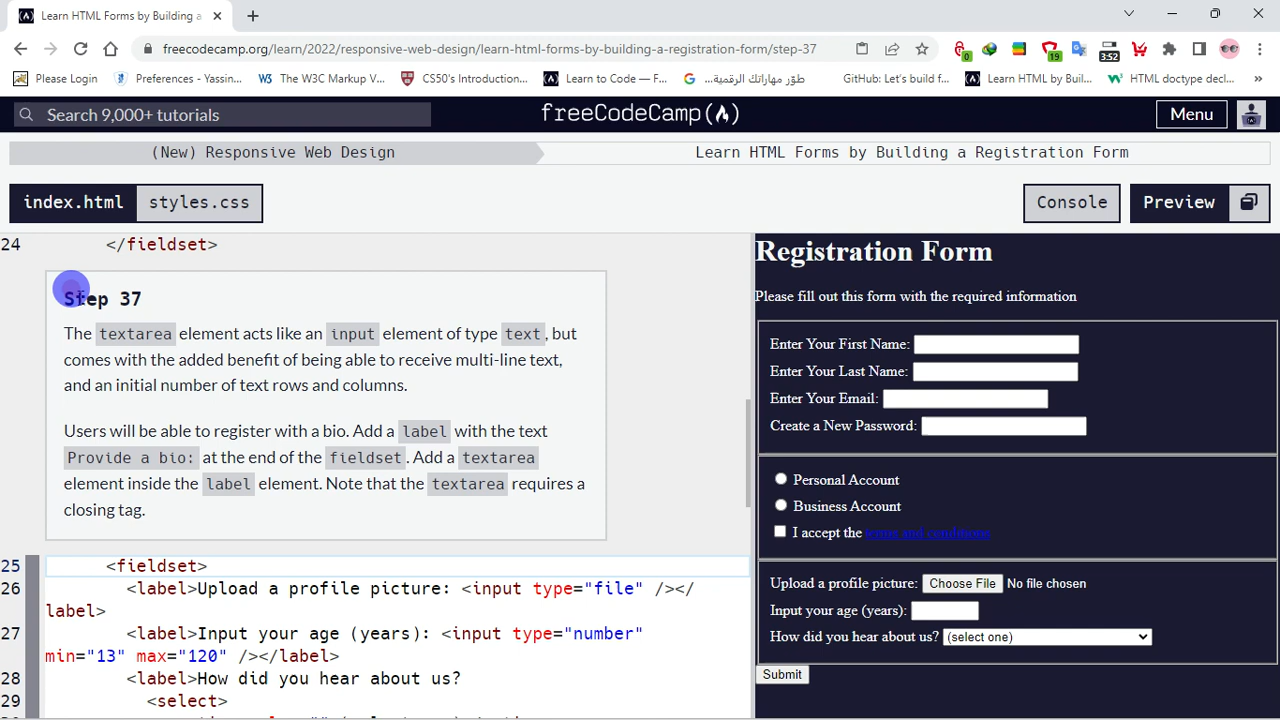 Learn HTML Forms by Building a
freecodecamp.org/learn/2022/responsive-web-design/learn-html-forms-by-building-a-registration-form/step-37
0
19
3:52
Please Login
Preferences - Yassin...
W3S The W3C Markup V...
CS50's Introduction...
Learn to Code — F...
طوّر مهاراتك الرقمية...
GitHub: Let's build f...
Learn HTML by Buil...
HTML doctype decl...
»
Search 9,000+ tutorials
freeCodeCamp
Menu
(New) Responsive Web Design
Learn HTML Forms by Building a Registration Form
index.html
styles.css
Console
Preview
24 </fieldset>
Step 37
The textarea element acts like an input element of type text, but
comes with the added benefit of being able to receive multi-line text,
and an initial number of text rows and columns.
Users will be able to register with a bio. Add a label with the text
Provide a bio: at the end of the fieldset. Add a textarea
element inside the label element. Note that the textarea requires a
closing tag.
25 <fieldset>
26 <label>Upload a profile picture: <input type="file" /></
label>
27 <label>Input your age (years): <input type="number"
min="13" max="120" /></label>
28 <label>How did you hear about us?
29 <select>
Registration Form
Please fill out this form with the required information
Enter Your First Name:
Enter Your Last Name:
Enter Your Email:
Create a New Password:
Personal Account
Business Account
I accept the terms and conditions
Upload a profile picture: Choose File No file chosen
Input your age (years):
How did you hear about us? (select one)
Submit